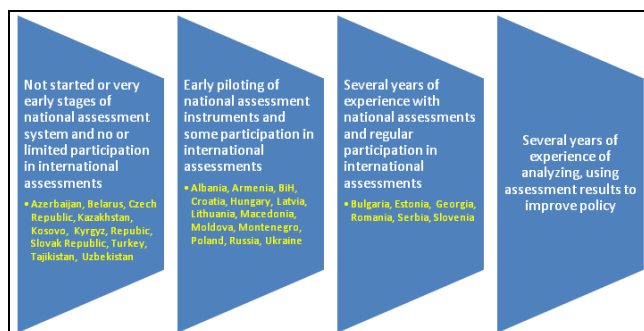 Not started or very
early stages of
national assessment
system and no or
limited participation
in international
assessments
• Azerbaijan, Belarus, Czech
Republic, Kazakhstan,
Kosovo, Kyrgyz, Repubic,
Slovak Republic, Turkey,
Tajikistan, Uzbekistan
Early piloting of
national assessment
instruments and
some participation in
international
assessments
• Albania, Armenia, BiH,
Croatia, Hungary, Latvia,
Lithuania, Macedonia,
Moldova, Montenegro,
Poland, Russia, Ukraine
Several years of
experience with
national assessments
and regular
participation in
international
assessments
• Bulgaria, Estonia, Georgia,
Romania, Serbia, Slovenia
Several years of
experience of
analyzing, using
assessment results to
improve policy